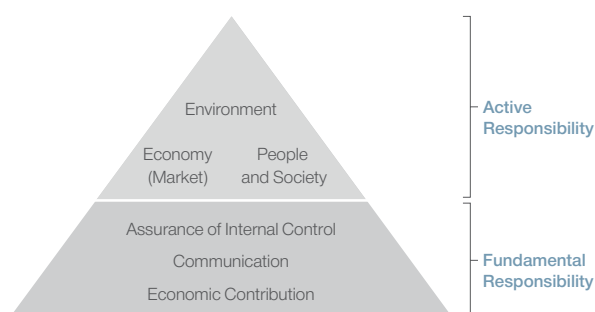 Environment
Economy
(Market)
People
and Society
Active
Responsibility
Assurance of Internal Control
Communication
Economic Contribution
Fundamental
Responsibility